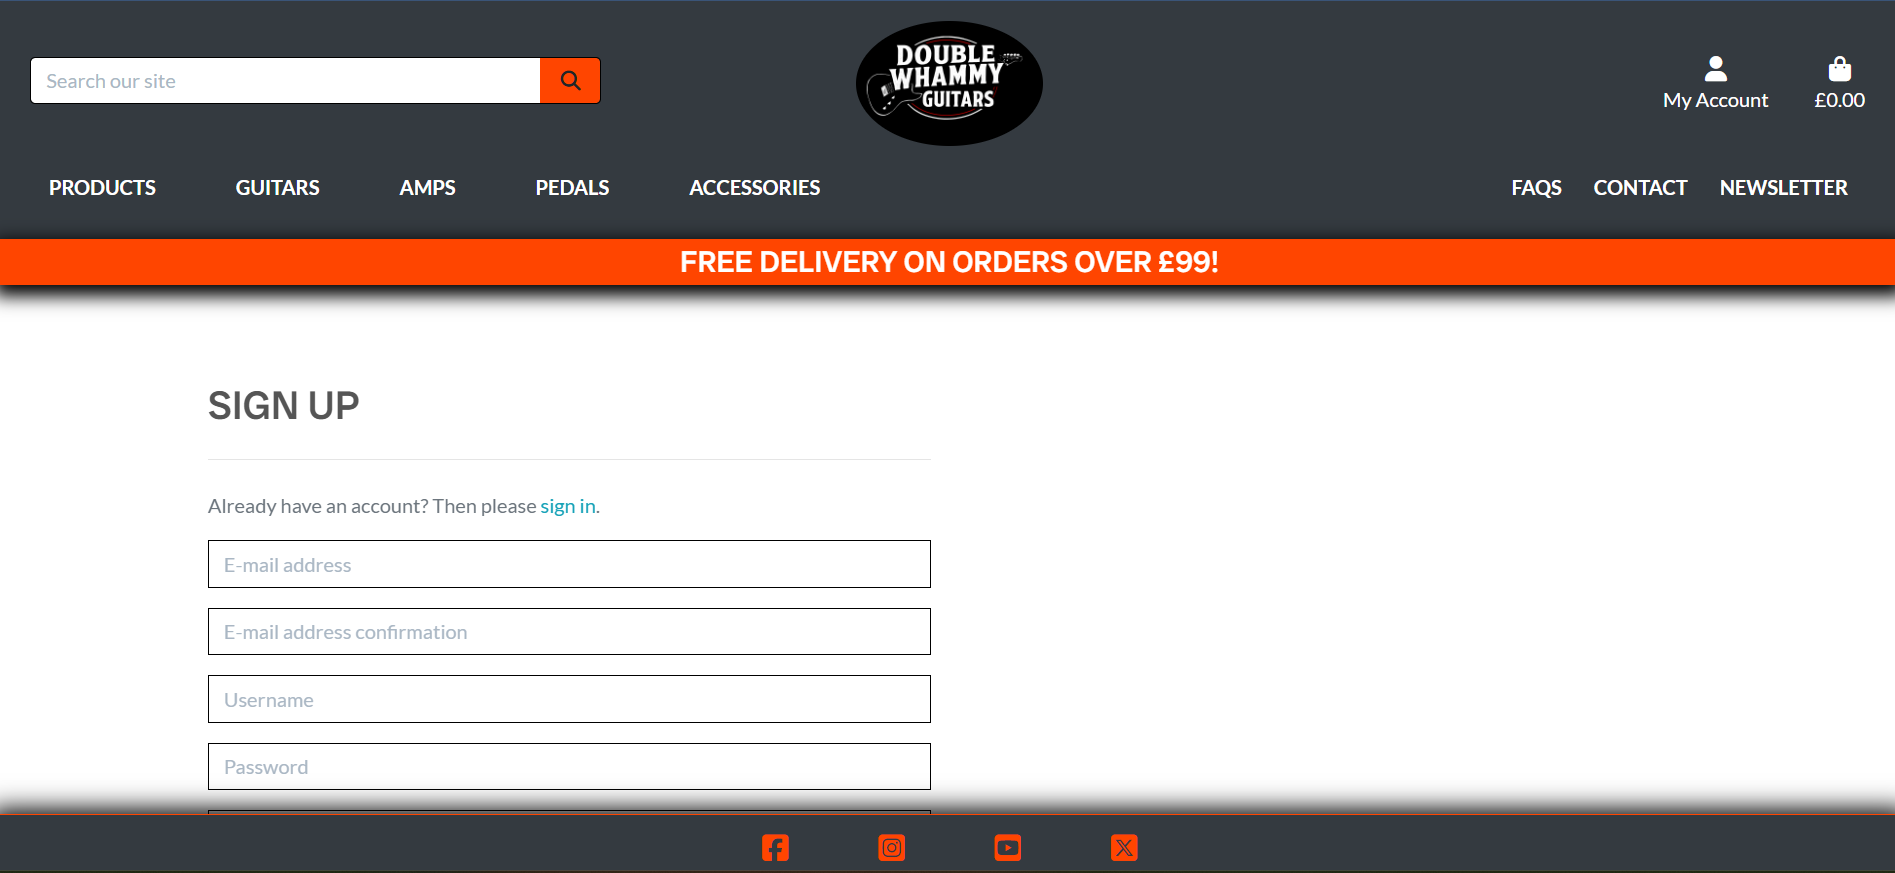 Search our site
DOUBLE
WHAMMY
GUITARS
My Account
£0.00
PRODUCTS
GUITARS
AMPS
PEDALS
ACCESSORIES
FAQS
CONTACT
NEWSLETTER
FREE DELIVERY ON ORDERS OVER £99!
SIGN UP
Already have an account? Then please sign in.
E-mail address
E-mail address confirmation
Username
Password